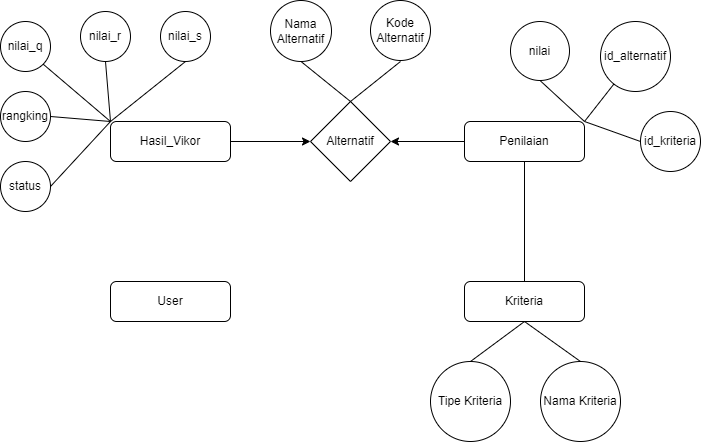 nilai_q
nilai_r
nilai_s
Nama
Alternatif
Kode
Alternatif
nilai
id_alternatif
rangking
Hasil_Vikor
Alternatif
Penilaian
id_kriteria
status
User
Kriteria
Tipe Kriteria
Nama Kriteria